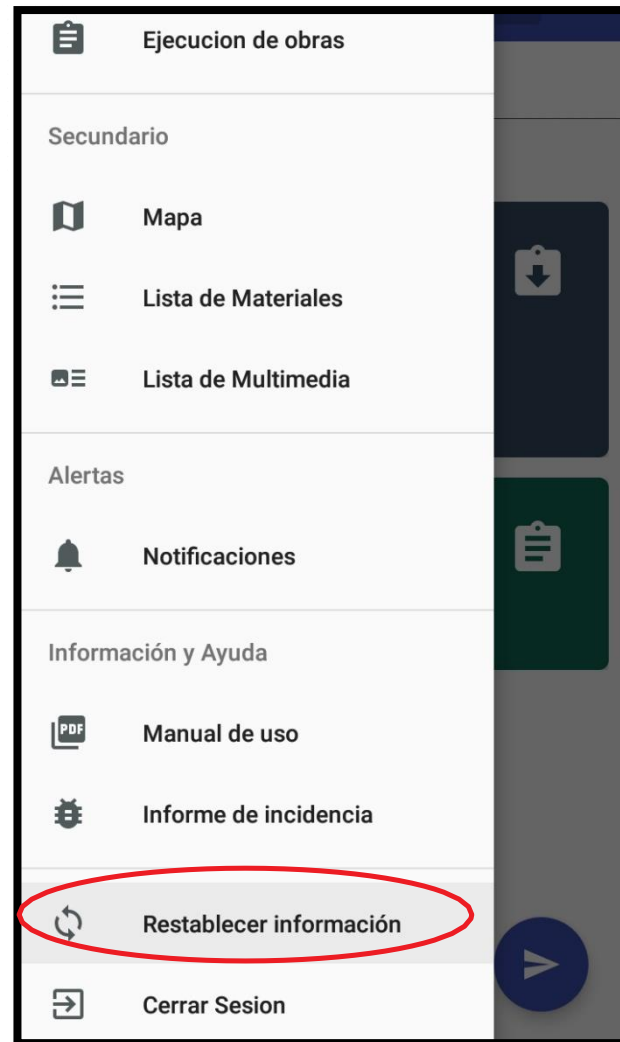 Ejecucion de obras
Secundario
Mapa
Lista de Materiales
Lista de Multimedia
Alertas
Notificaciones
Información y Ayuda
PDF
Manual de uso
Informe de incidencia
Restablecer información
Cerrar Sesion